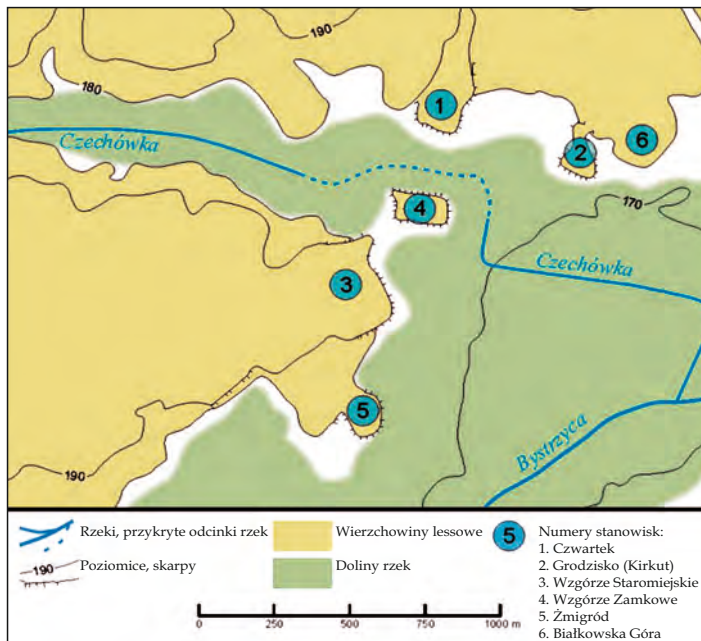 190
180
1
6
2
Czechówka
4
170
3
Czechówka
5
Bystrzyca
190
Rzeki, przykryte odcinki rzek
190
Poziomice, skarpy
Wierzchowiny lessowe
Doliny rzek
5
Numery stanowisk:
1. Czwartek
2. Grodzisko (Kirkut)
3. Wzgórze Staromiejskie
4. Wzgórze Zamkowe
5. Żmigród
6. Białkowska Góra
0 250 500 750 1000 m